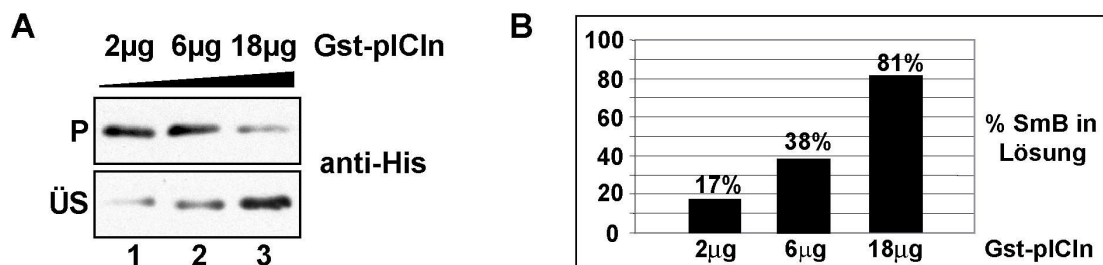 A
2µg 6µg 18µg Gst-pICln
P
anti-His
ÜS
1 2 3
B
100
80
60
40
20
0
17%
38%
81%
% SmB in
Lösung
2µg 6µg 18µg Gst-pICln